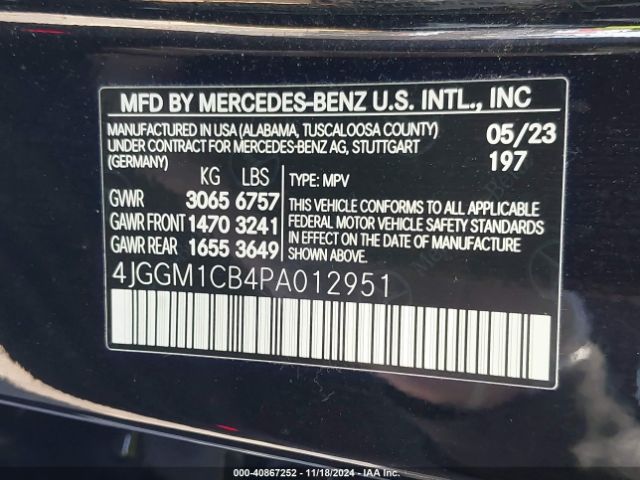 MFD BY MERCEDES-BENZ U.S. INTL., INC
MANUFACTURED IN USA (ALABAMA, TUSCALOOSA COUNTY)
UNDER CONTRACT FOR MERCEDES-BENZ AG, STUTTGART
(GERMANY)
05/23
197
KG LBS
GVWR 3065 6757
GAWR FRONT 1470 3241
GAWR REAR 1655 3649
TYPE: MPV
THIS VEHICLE CONFORMS TO ALL APPLICABLE
FEDERAL MOTOR VEHICLE SAFETY STANDARDS
IN EFFECT ON THE DATE OF MANUFACTURE
SHOWN ABOVE.
4JGGM1CB4PA012951
000-40867252 - 11/18/2024 - IAA Inc.